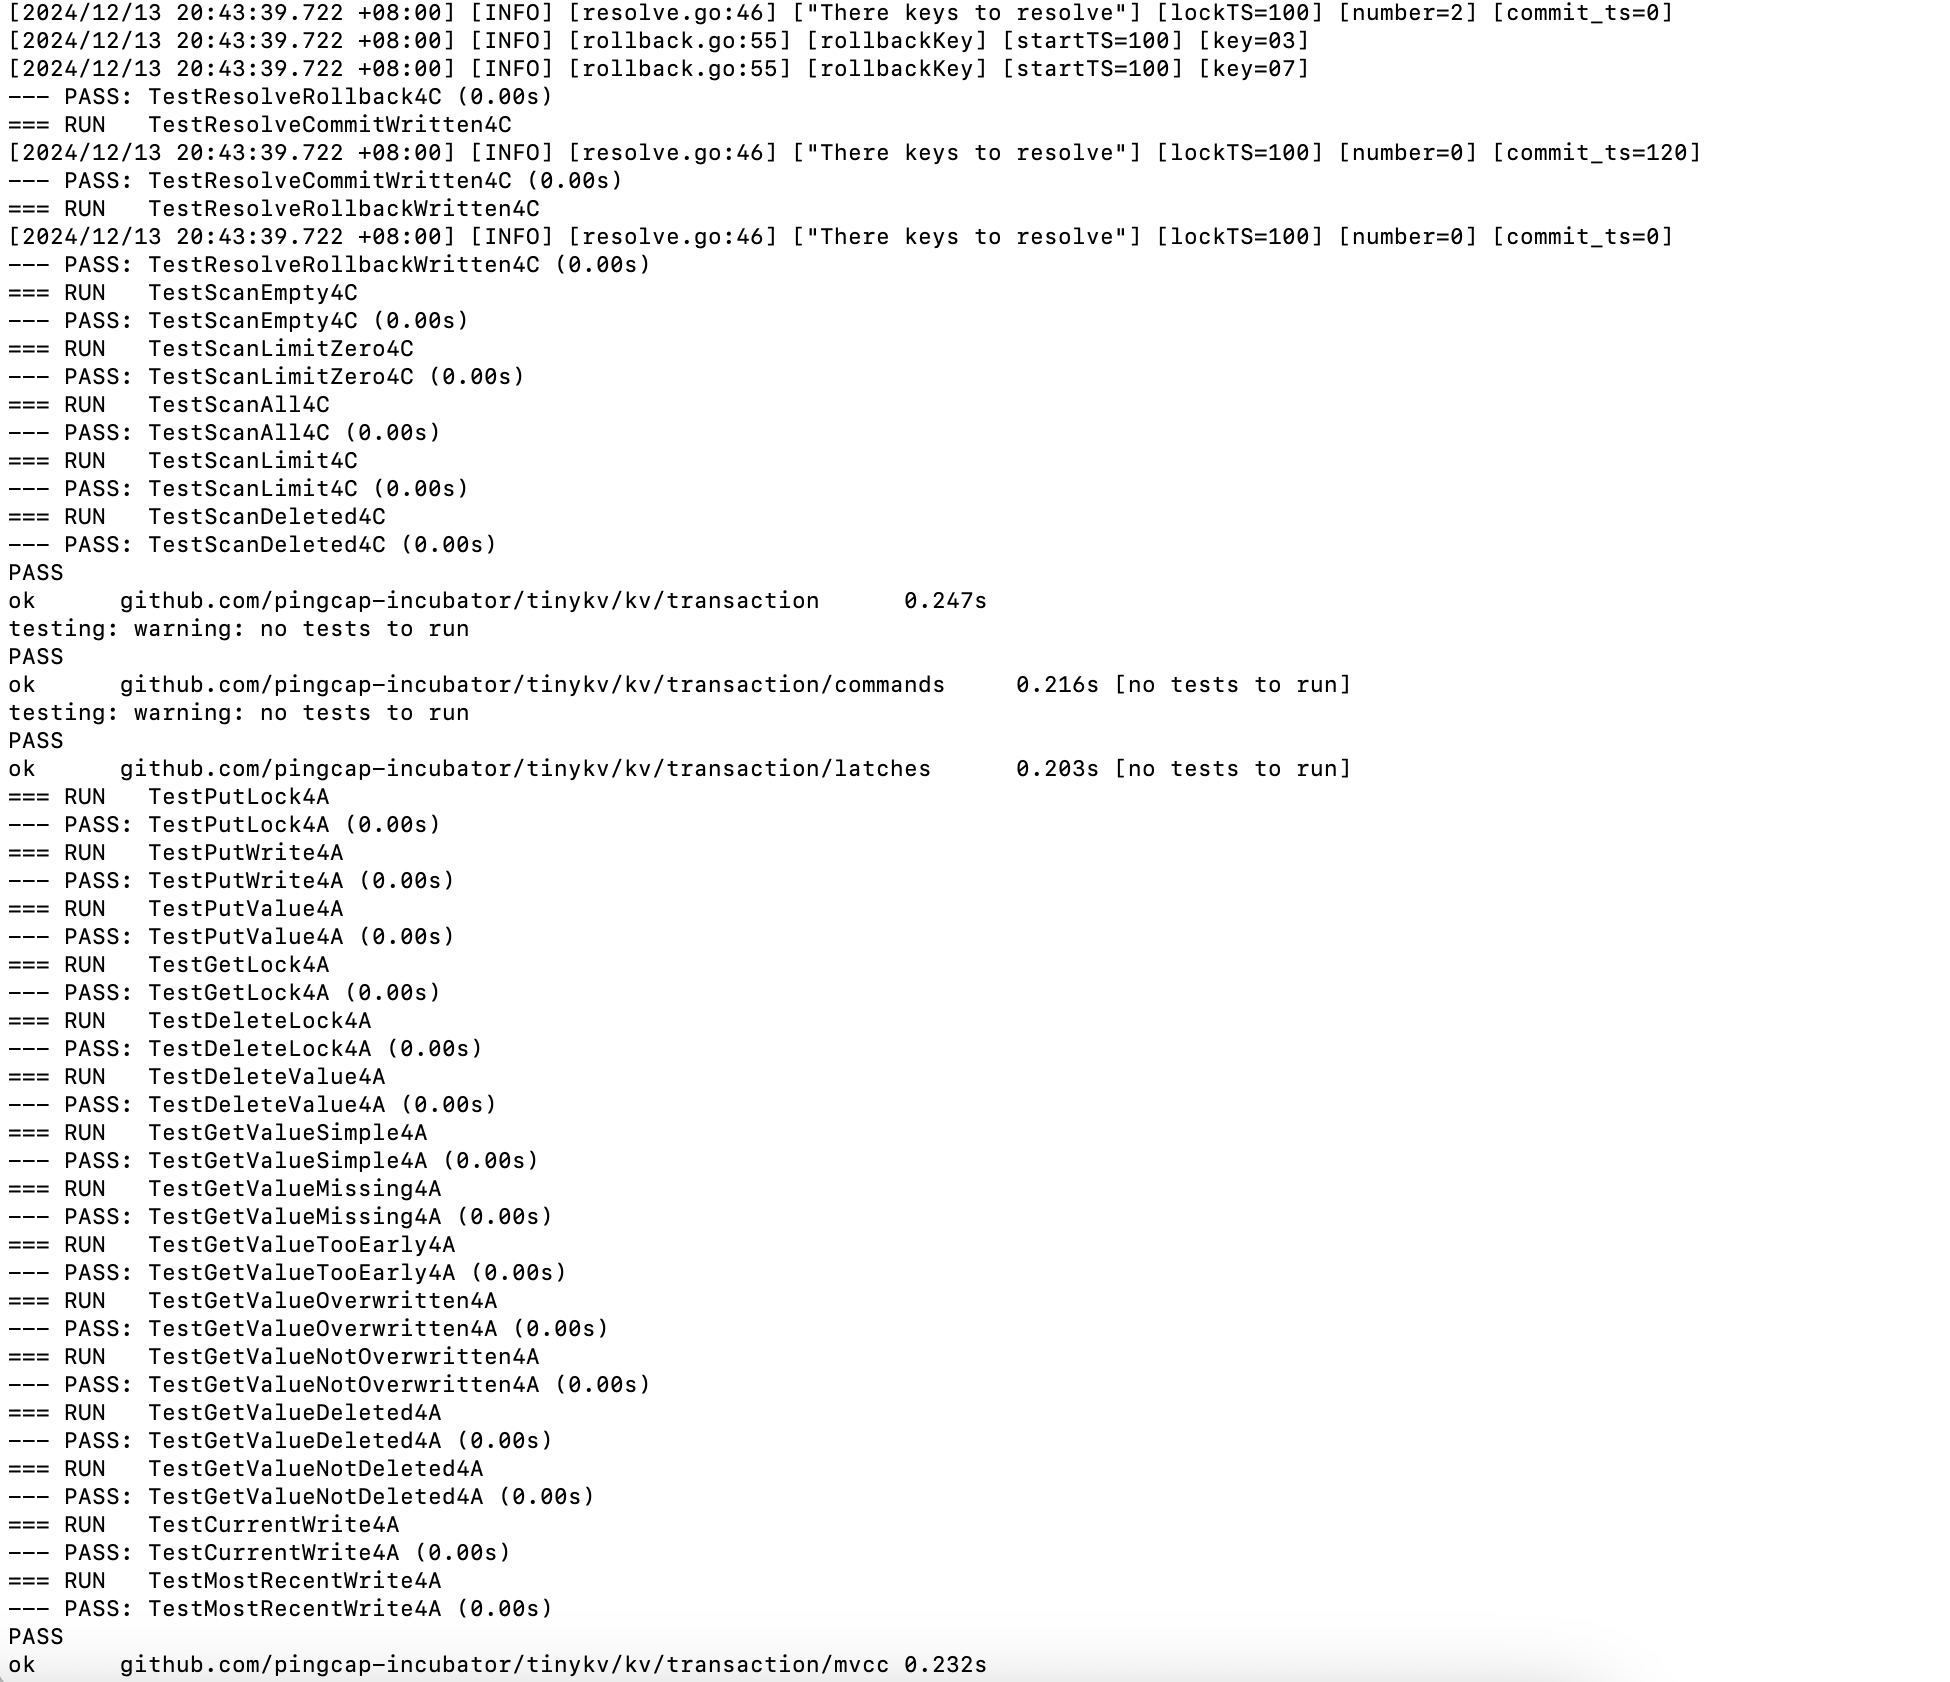 [2024/12/13 20:43:39.722 +08:00] [INFO] [resolve.go:46] ["There keys to resolve"] [lockTS=100] [number=2] [commit_ts=0]
[2024/12/13 20:43:39.722 +08:00] [INFO] [rollback.go:55] [rollbackKey] [startTS=100] [key=03]
[2024/12/13 20:43:39.722 +08:00] [INFO] [rollback.go:55] [rollbackKey] [startTS=100] [key=07]
--- PASS: TestResolveRollback4C (0.00s)
=== RUN   TestResolveCommitWritten4C
[2024/12/13 20:43:39.722 +08:00] [INFO] [resolve.go:46] ["There keys to resolve"] [lockTS=100] [number=0] [commit_ts=120]
--- PASS: TestResolveCommitWritten4C (0.00s)
=== RUN   TestResolveRollbackWritten4C
[2024/12/13 20:43:39.722 +08:00] [INFO] [resolve.go:46] ["There keys to resolve"] [lockTS=100] [number=0] [commit_ts=0]
--- PASS: TestResolveRollbackWritten4C (0.00s)
=== RUN   TestScanEmpty4C
--- PASS: TestScanEmpty4C (0.00s)
=== RUN   TestScanLimitZero4C
--- PASS: TestScanLimitZero4C (0.00s)
=== RUN   TestScanAll4C
--- PASS: TestScanAll4C (0.00s)
=== RUN   TestScanLimit4C
--- PASS: TestScanLimit4C (0.00s)
=== RUN   TestScanDeleted4C
--- PASS: TestScanDeleted4C (0.00s)
PASS
ok      github.com/pingcap-incubator/tinykv/kv/transaction      0.247s
testing: warning: no tests to run
PASS
ok      github.com/pingcap-incubator/tinykv/kv/transaction/commands     0.216s [no tests to run]
testing: warning: no tests to run
PASS
ok      github.com/pingcap-incubator/tinykv/kv/transaction/latches      0.203s [no tests to run]
=== RUN   TestPutLock4A
--- PASS: TestPutLock4A (0.00s)
=== RUN   TestPutWrite4A
--- PASS: TestPutWrite4A (0.00s)
=== RUN   TestPutValue4A
--- PASS: TestPutValue4A (0.00s)
=== RUN   TestGetLock4A
--- PASS: TestGetLock4A (0.00s)
=== RUN   TestDeleteLock4A
--- PASS: TestDeleteLock4A (0.00s)
=== RUN   TestDeleteValue4A
--- PASS: TestDeleteValue4A (0.00s)
=== RUN   TestGetValueSimple4A
--- PASS: TestGetValueSimple4A (0.00s)
=== RUN   TestGetValueMissing4A
--- PASS: TestGetValueMissing4A (0.00s)
=== RUN   TestGetValueTooEarly4A
--- PASS: TestGetValueTooEarly4A (0.00s)
=== RUN   TestGetValueOverwritten4A
--- PASS: TestGetValueOverwritten4A (0.00s)
=== RUN   TestGetValueNotOverwritten4A
--- PASS: TestGetValueNotOverwritten4A (0.00s)
=== RUN   TestGetValueDeleted4A
--- PASS: TestGetValueDeleted4A (0.00s)
=== RUN   TestGetValueNotDeleted4A
--- PASS: TestGetValueNotDeleted4A (0.00s)
=== RUN   TestCurrentWrite4A
--- PASS: TestCurrentWrite4A (0.00s)
=== RUN   TestMostRecentWrite4A
--- PASS: TestMostRecentWrite4A (0.00s)
PASS
ok      github.com/pingcap-incubator/tinykv/kv/transaction/mvcc 0.232s